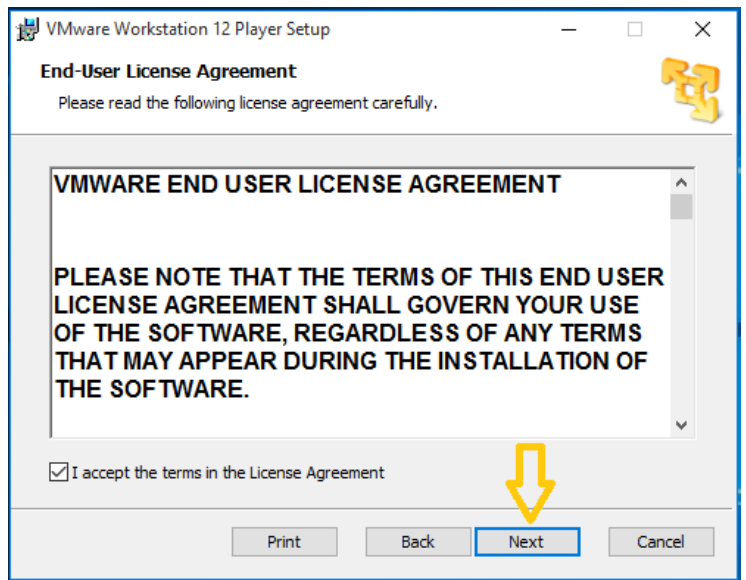 VMware Workstation 12 Player Setup
End-User License Agreement
Please read the following license agreement carefully.
VMWARE END USER LICENSE AGREEMENT
PLEASE NOTE THAT THE TERMS OF THIS END USER
LICENSE AGREEMENT SHALL GOVERN YOUR USE
OF THE SOFTWARE, REGARDLESS OF ANY TERMS
THAT MAY APPEAR DURING THE INSTALLATION OF
THE SOFTWARE.
I accept the terms in the License Agreement
Print Back Next Cancel